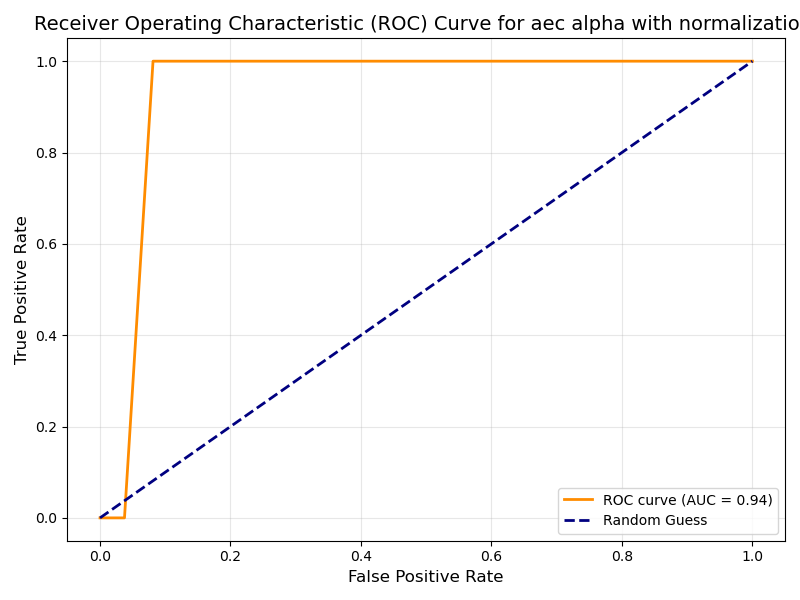 Receiver Operating Characteristic (ROC) Curve for aec alpha with normalizatio
1.0
0.8
0.6
0.4
0.2
0.0
True Positive Rate
ROC curve (AUC = 0.94)
Random Guess
0.0 0.2 0.4 0.6 0.8 1.0
False Positive Rate